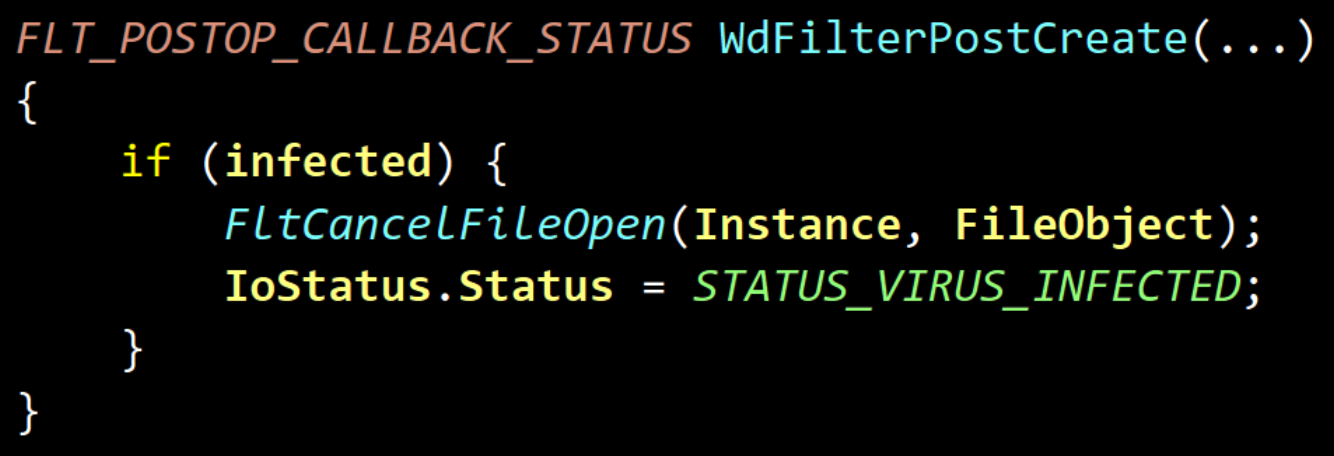 FLT_POSTOP_CALLBACK_STATUS WdFilterPostCreate(...)
{
    if (infected) {
        FltCancelFileOpen(Instance, FileObject);
        IoStatus.Status = STATUS_VIRUS_INFECTED;
    }
}